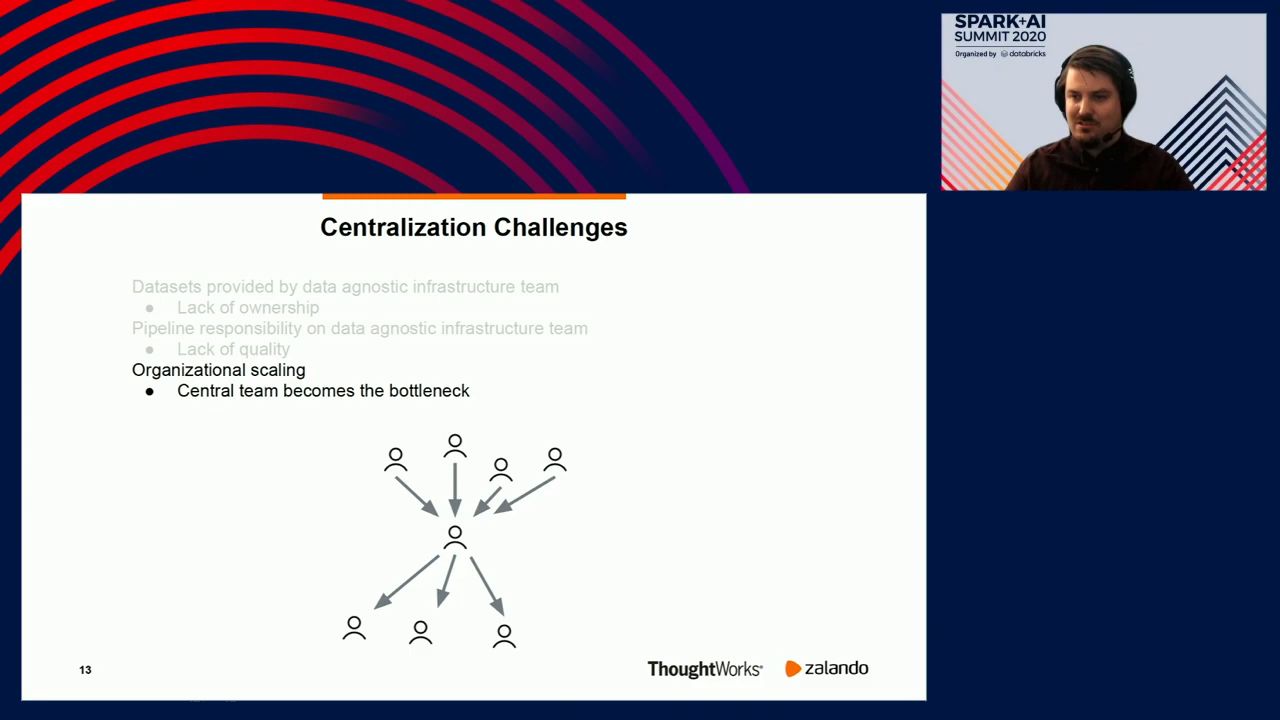 SPARK+AI
SUMMIT 2020
Organized by databricks
Centralization Challenges
Datasets provided by data agnostic infrastructure team
● Lack of ownership
Pipeline responsibility on data agnostic infrastructure team
● Lack of quality
Organizational scaling
● Central team becomes the bottleneck
13
ThoughtWorks®
zalando